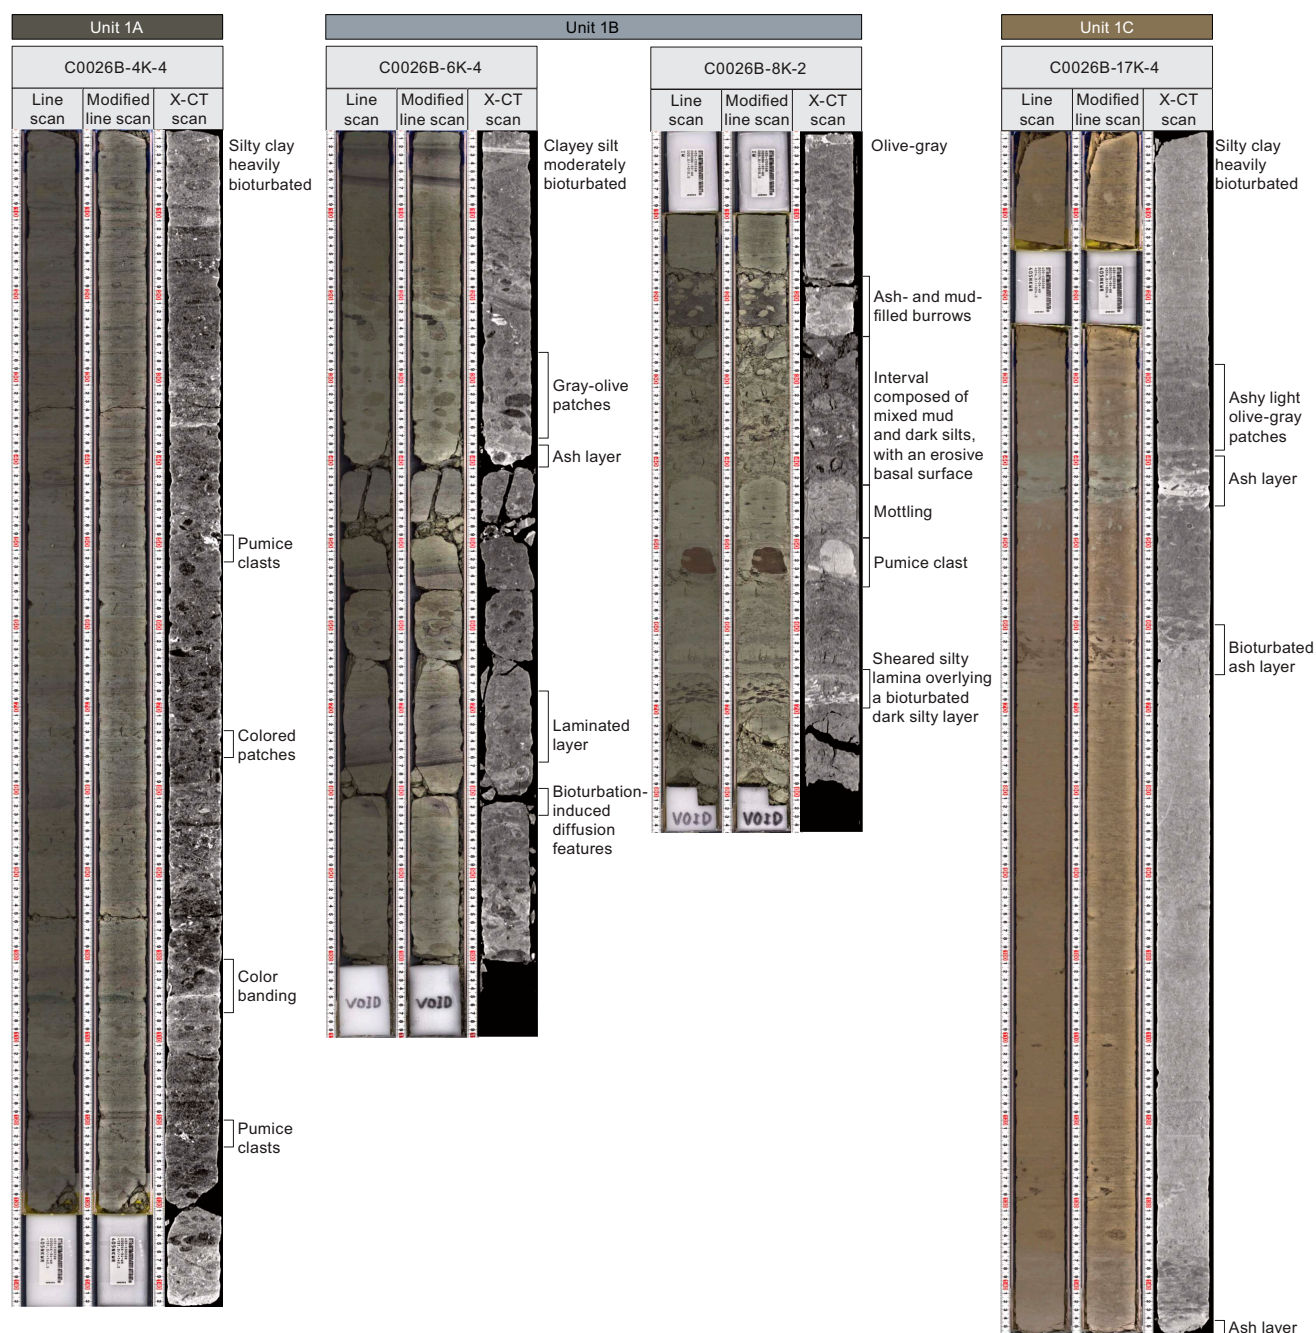 Unit 1A
Unit 1B
Unit 1C
C0026B-4K-4
C0026B-6K-4
C0026B-8K-2
C0026B-17K-4
Line
scan
Modified
line scan
X-CT
scan
Line
scan
Modified
line scan
X-CT
scan
Line
scan
Modified
line scan
X-CT
scan
Line
scan
Modified
line scan
X-CT
scan
Silty clay
heavily
bioturbated
Pumice
clasts
Colored
patches
Color
banding
Pumice
clasts
Clayey silt
moderately
bioturbated
Gray-olive
patches
Ash layer
Laminated
layer
Bioturbation-
induced
diffusion
features
VOID
VOID
Olive-gray
Ash- and mud-
filled burrows
Interval
composed of
mixed mud
and dark silts,
with an erosive
basal surface
Mottling
Pumice clast
Sheared silty
lamina overlying
a bioturbated
dark silty layer
VOID
VOID
Silty clay
heavily
bioturbated
Ashy light
olive-gray
patches
Ash layer
Bioturbated
ash layer
Ash layer